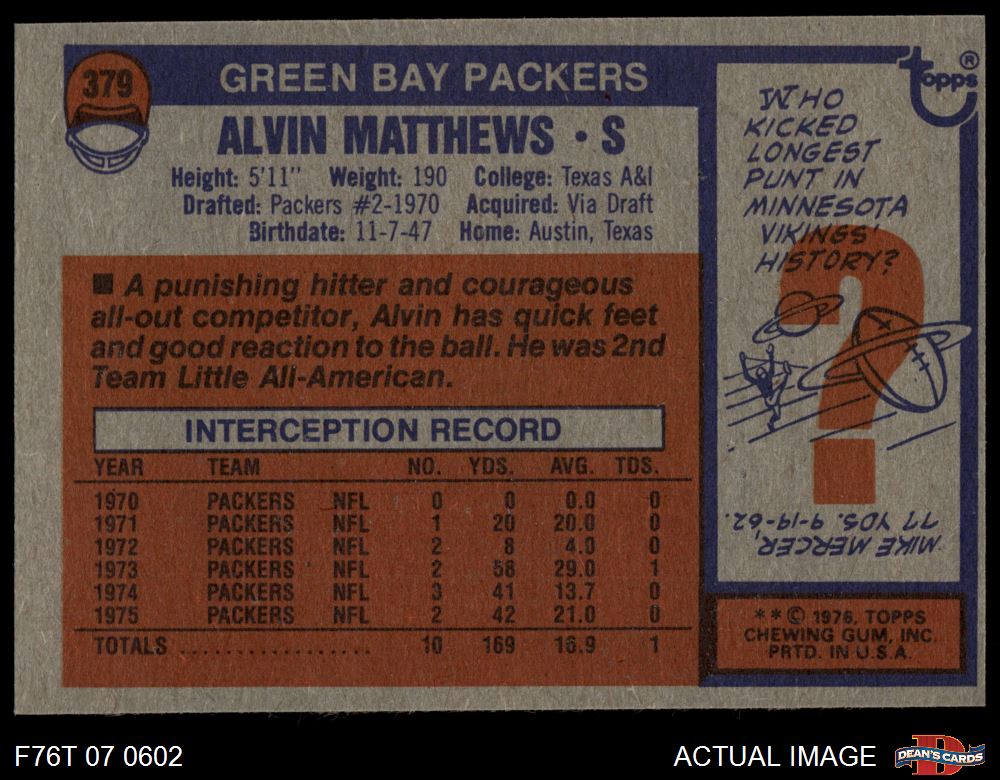 379
GREEN BAY PACKERS
ALVIN MATTHEWS • S
Height: 5'11" Weight: 190 College: Texas A&I
Drafted: Packers #2-1970 Acquired: Via Draft
Birthdate: 11-7-47 Home: Austin, Texas
■ A punishing hitter and courageous
all-out competitor, Alvin has quick feet
and good reaction to the ball. He was 2nd
Team Little All-American.
INTERCEPTION RECORD
YEAR TEAM NO. YDS. AVG. TDS.
1970 PACKERS NFL 0 0 0.0 0
1971 PACKERS NFL 1 20 20.0 0
1972 PACKERS NFL 2 8 4.0 0
1973 PACKERS NFL 2 58 29.0 1
1974 PACKERS NFL 3 41 13.7 0
1975 PACKERS NFL 2 42 21.0 0
TOTALS .................. 10 169 16.9 1
topps®
WHO
KICKED
LONGEST
PUNT IN
MINNESOTA
VIKINGS'
HISTORY?
?
MIKE MERCER,
77 YDS. 9-19-62.
** © 1976, TOPPS
CHEWING GUM, INC.
PRTD. IN U.S.A.
F76T 07 0602
ACTUAL IMAGE
D
DEAN'S CARDS